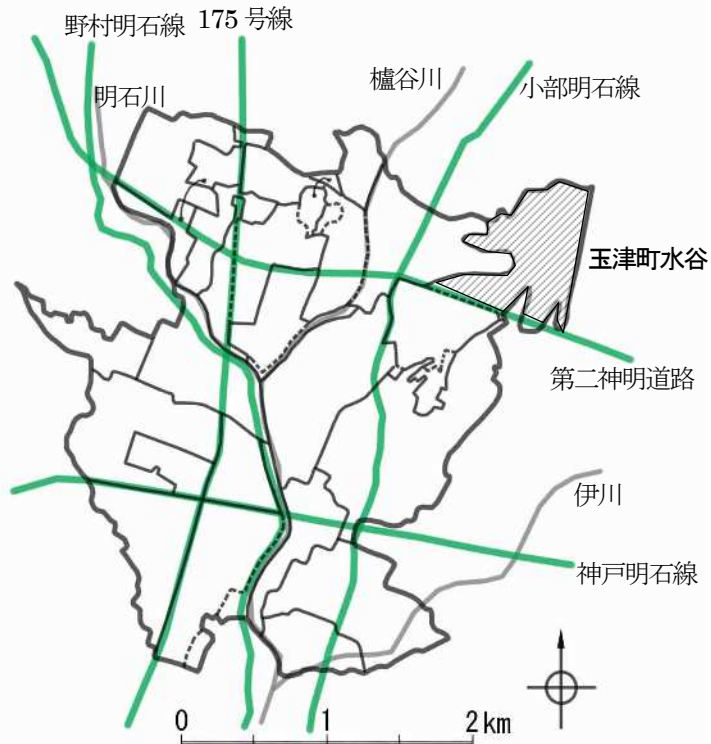 野村明石線
175 号線
明石川
櫨谷川
小部明石線
玉津町水谷
第二神明道路
伊川
神戸明石線
0 1 2km